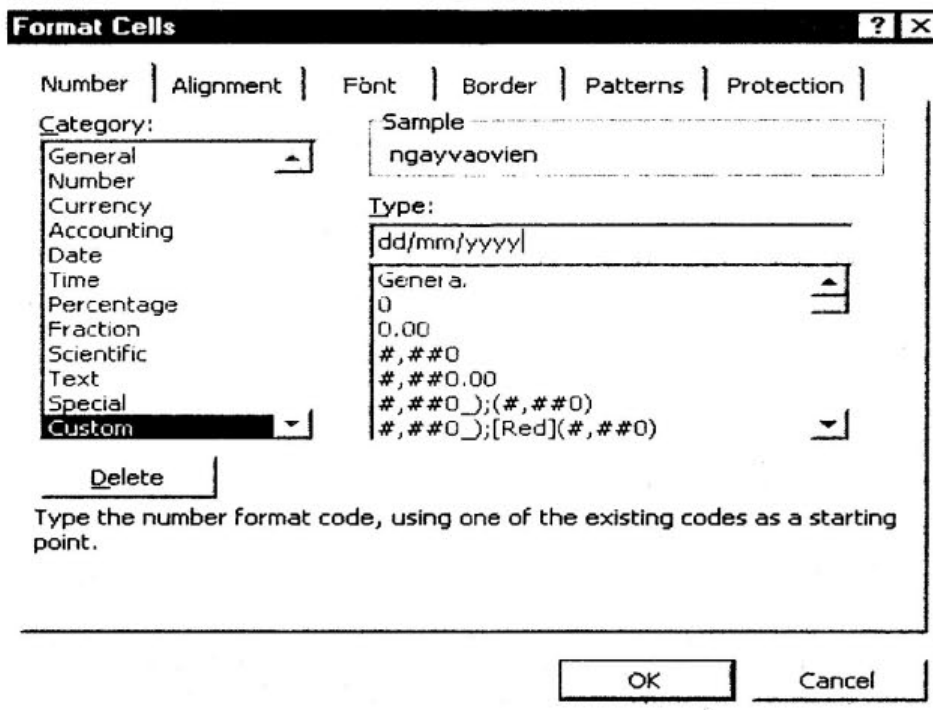 Format Cells
Number Alignment Font Border Patterns Protection
Category:
General
Number
Currency
Accounting
Date
Time
Percentage
Fraction
Scientific
Text
Special
Custom
Sample
ngayvaovien
Type:
dd/mm/yyyy
General
0
0.00
#,##0
#,##0.00
#,##0_);(#,##0)
#,##0_);[Red](#,##0)
Delete
Type the number format code, using one of the existing codes as a starting
point.
OK Cancel